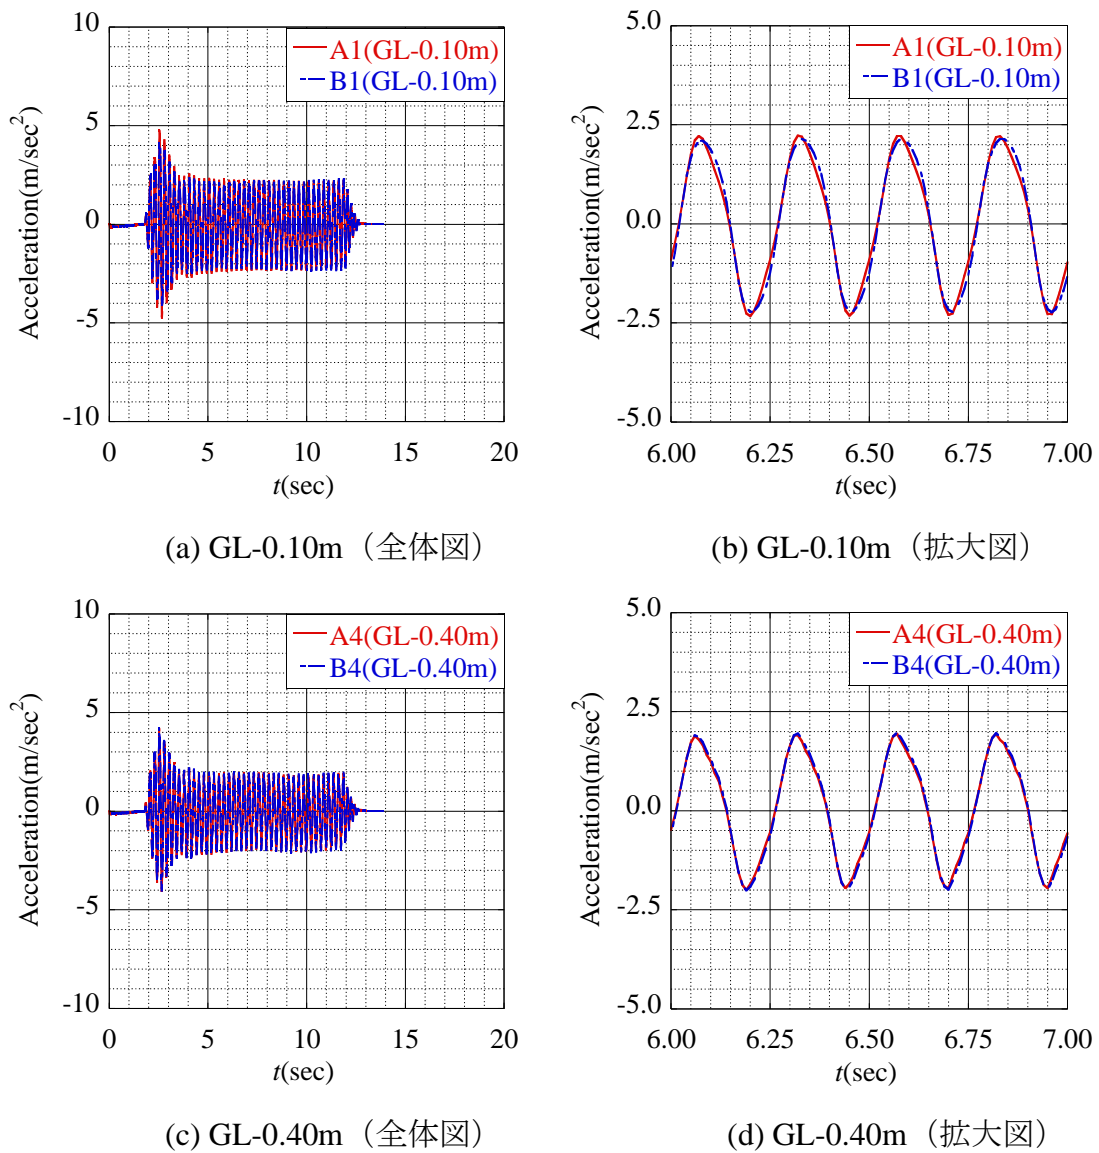 10
5
0
-5
-10
Acceleration(m/sec²)
A1(GL-0.10m)
B1(GL-0.10m)
0 5 10 15 20
t(sec)
(a) GL-0.10m（全体図）
5.0
2.5
0.0
-2.5
-5.0
Acceleration(m/sec²)
A1(GL-0.10m)
B1(GL-0.10m)
6.00 6.25 6.50 6.75 7.00
t(sec)
(b) GL-0.10m（拡大図）
10
5
0
-5
-10
Acceleration(m/sec²)
A4(GL-0.40m)
B4(GL-0.40m)
0 5 10 15 20
t(sec)
(c) GL-0.40m（全体図）
5.0
2.5
0.0
-2.5
-5.0
Acceleration(m/sec²)
A4(GL-0.40m)
B4(GL-0.40m)
6.00 6.25 6.50 6.75 7.00
t(sec)
(d) GL-0.40m（拡大図）